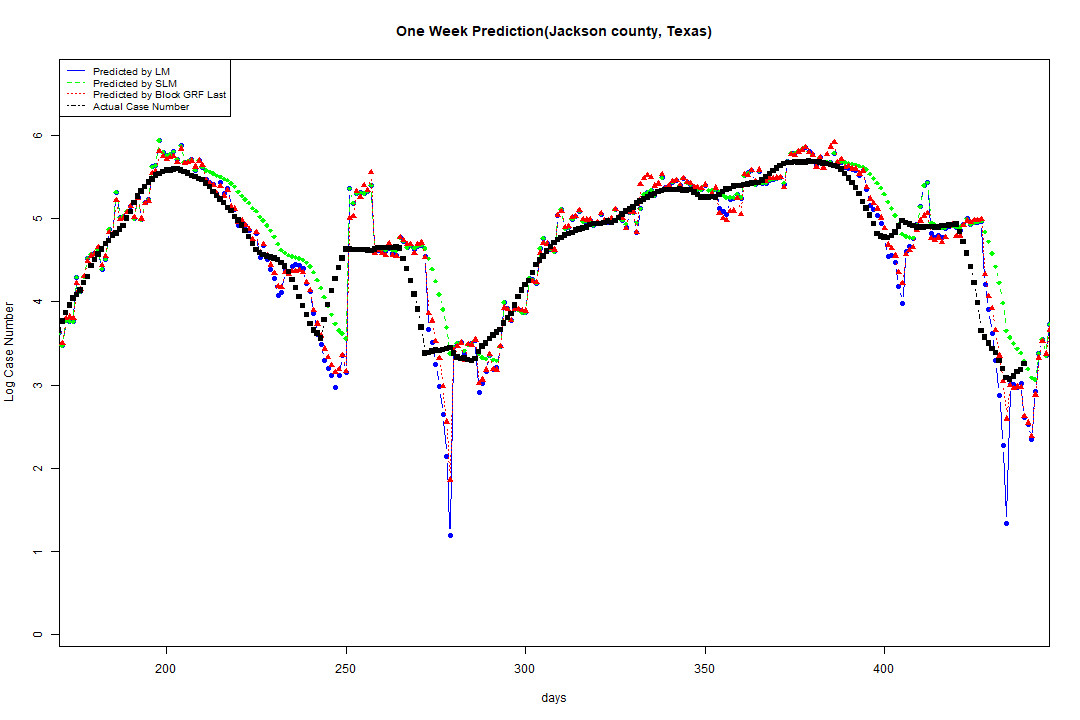 One Week Prediction(Jackson county, Texas)
Predicted by LM
Predicted by SLM
Predicted by Block GRF Last
Actual Case Number
6
5
4
3
2
1
0
Log Case Number
200 250 300 350 400
days